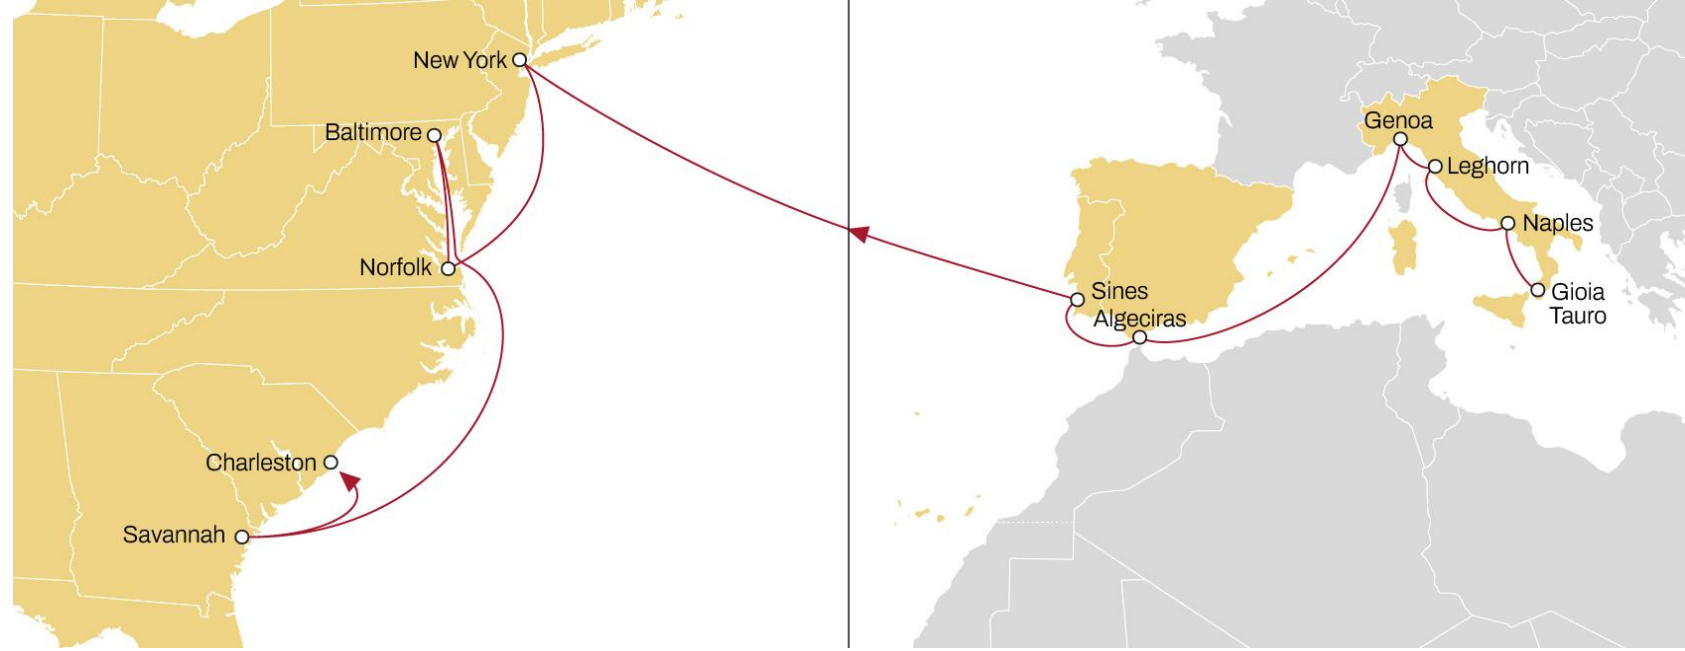 New York
Baltimore
Norfolk
Charleston
Savannah
Genoa
Leghorn
Naples
Sines
Algeciras
Gioia
Tauro